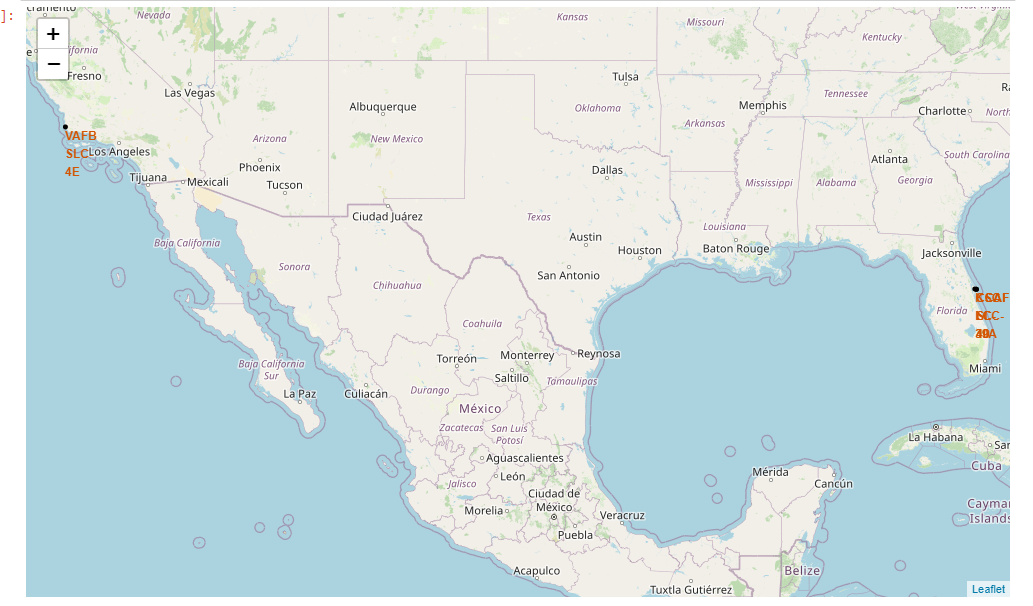 cramento
Nevada
Kansas
Missouri
Kentucky
]:
+
−
ifornia
Fresno
Las Vegas
Tulsa
Albuquerque
Oklahoma
Memphis
Tennessee
Charlotte
North
Arkansas
VAFB
SLC-
4E
Los Angeles
Arizona
New Mexico
Atlanta
South Carolina
Phoenix
Dallas
Tijuana
Mexicali
Tucson
Mississippi
Alabama
Georgia
Ciudad Juárez
Texas
Louisiana
Baja California
Austin
Houston
Baton Rouge
Jacksonville
Sonora
San Antonio
Chihuahua
Florida
Coahuila
Torreón
Monterrey
Reynosa
Baja California
Sur
Saltillo
Tamaulipas
Miami
Durango
La Paz
Culiacán
México
Zacatecas
San Luis
Potosí
La Habana
Aguascalientes
Cuba
León
Mérida
Cancún
Jalisco
Ciudad de
México
Morelia
Veracruz
Cayman
Islands
Puebla
Acapulco
Belize
Tuxtla Gutiérrez
Leaflet